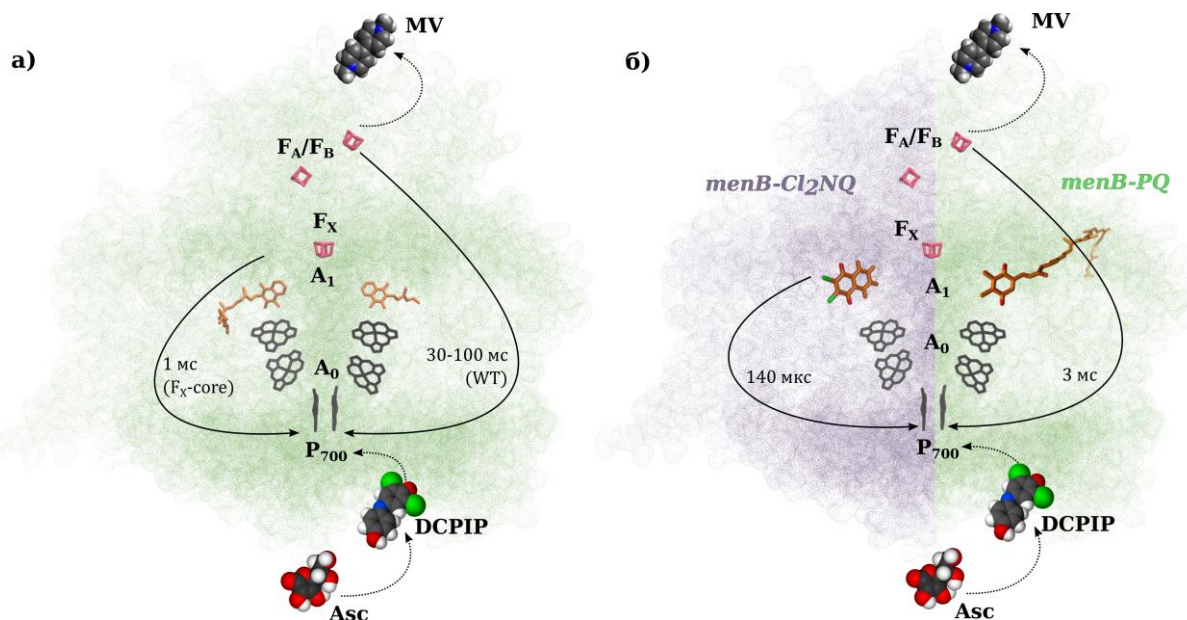 а)
MV
F_A/F_B
F_X
A_1
A_0
1 мс
(F_X-core)
30-100 мс
(WT)
P_700
DCPIP
Asc
б)
MV
F_A/F_B
menB-Cl_2NQ
menB-PQ
F_X
A_1
A_0
140 мкс
3 мс
P_700
DCPIP
Asc